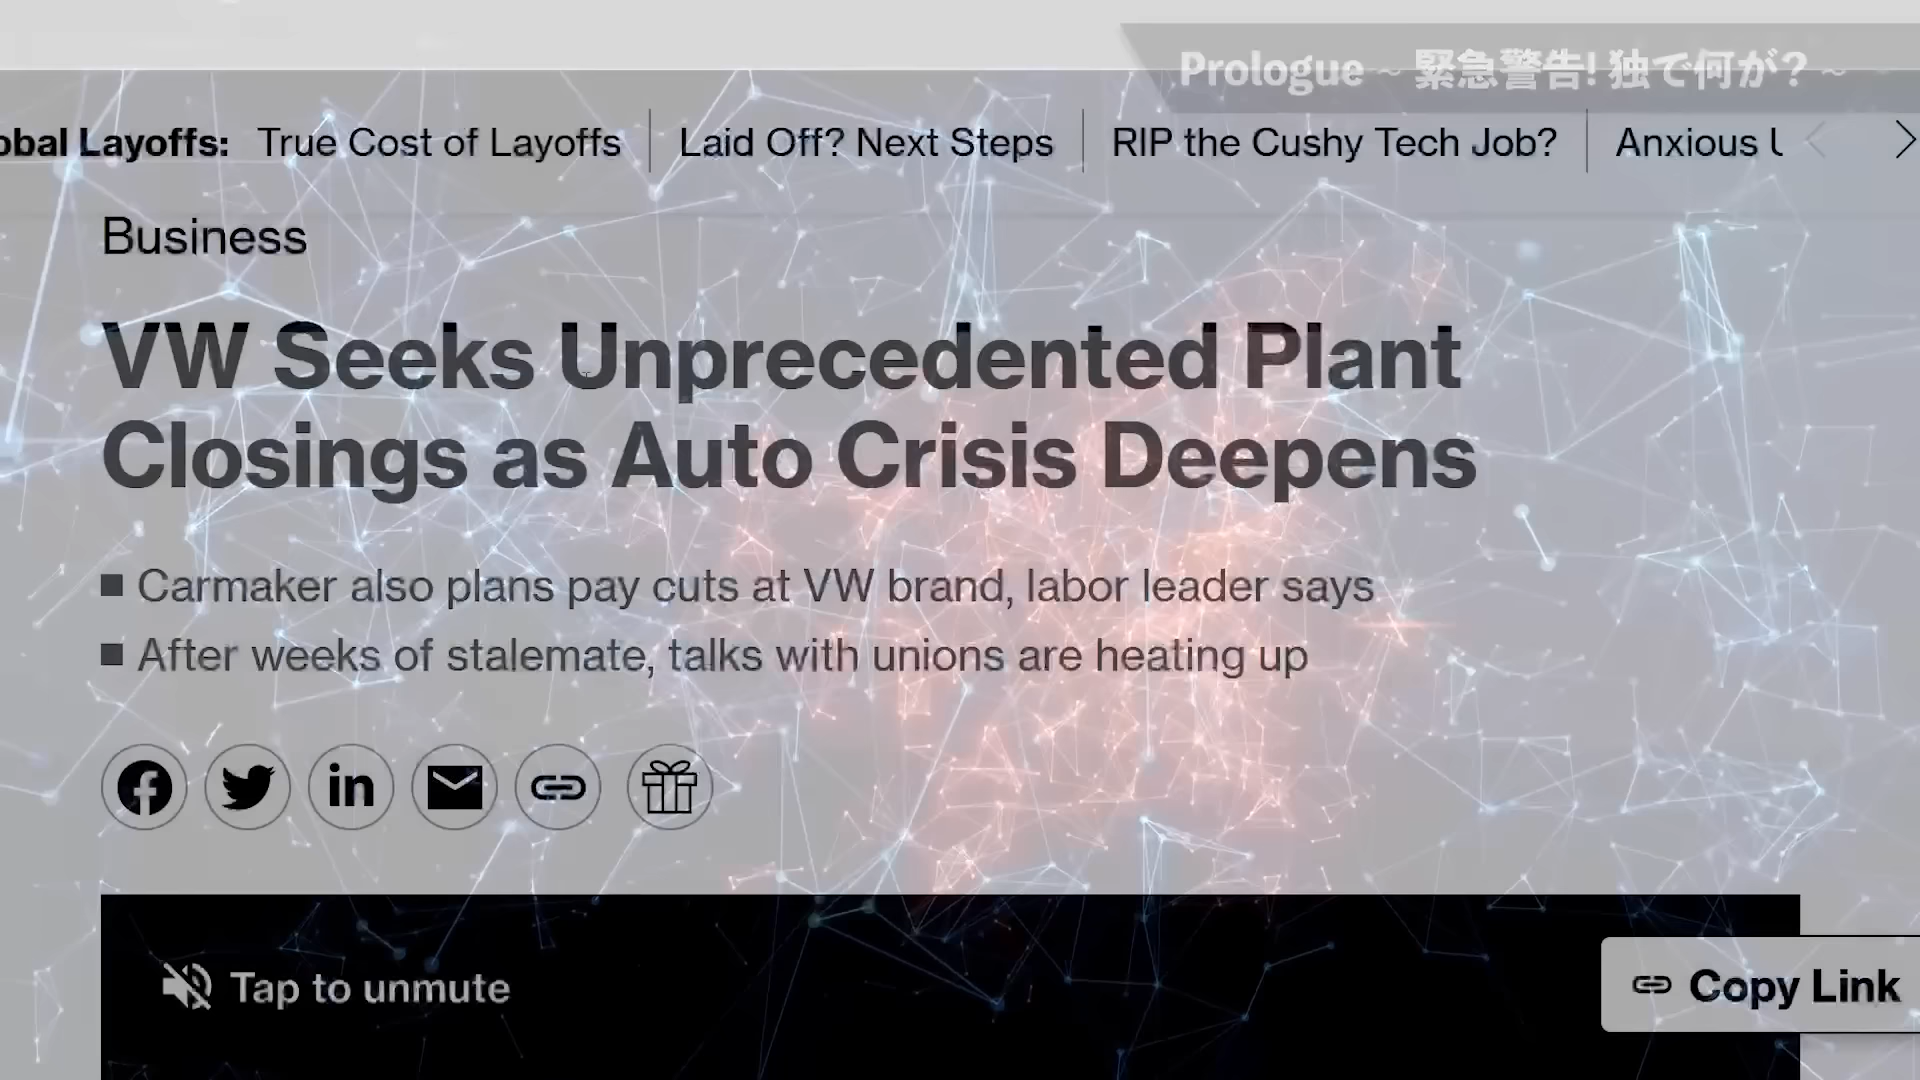 Prologue ~ 緊急警告! 独で何が? ~
obal Layoffs: True Cost of Layoffs Laid Off? Next Steps RIP the Cushy Tech Job? Anxious
Business
VW Seeks Unprecedented Plant
Closings as Auto Crisis Deepens
■ Carmaker also plans pay cuts at VW brand, labor leader says
■ After weeks of stalemate, talks with unions are heating up
Tap to unmute
Copy Link